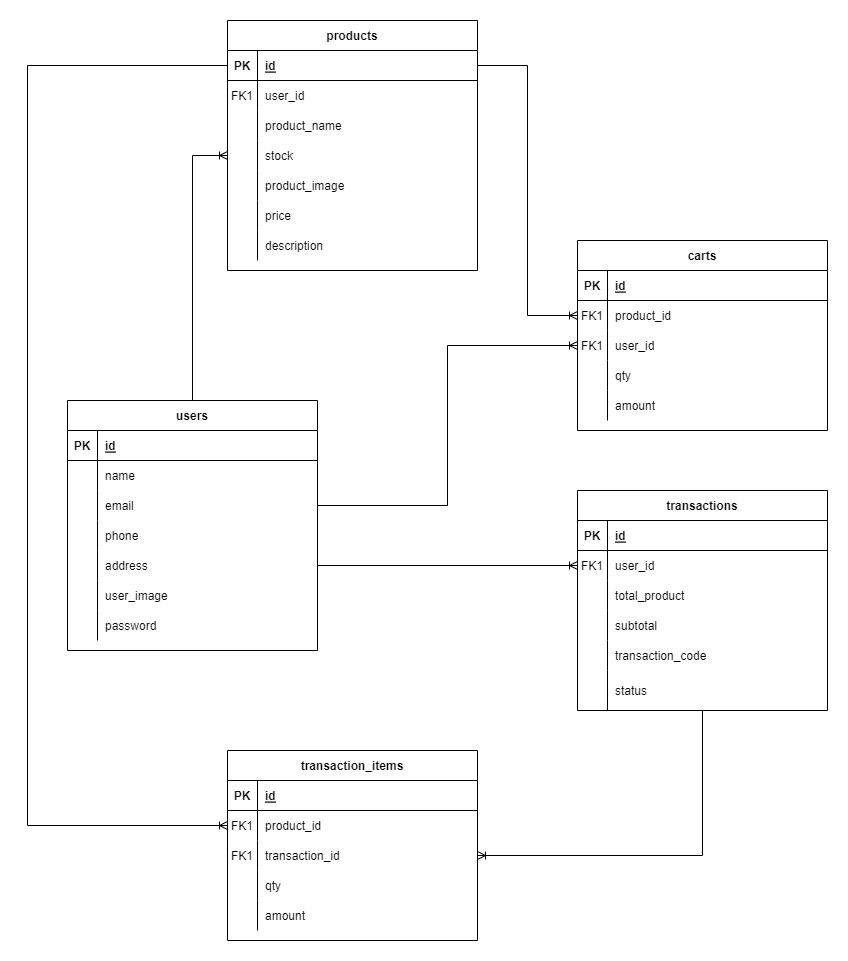 products
PK id
FK1 user_id
product_name
stock
product_image
price
description
carts
PK id
FK1 product_id
FK1 user_id
qty
amount
users
PK id
name
email
phone
address
user_image
password
transactions
PK id
FK1 user_id
total_product
subtotal
transaction_code
status
transaction_items
PK id
FK1 product_id
FK1 transaction_id
qty
amount